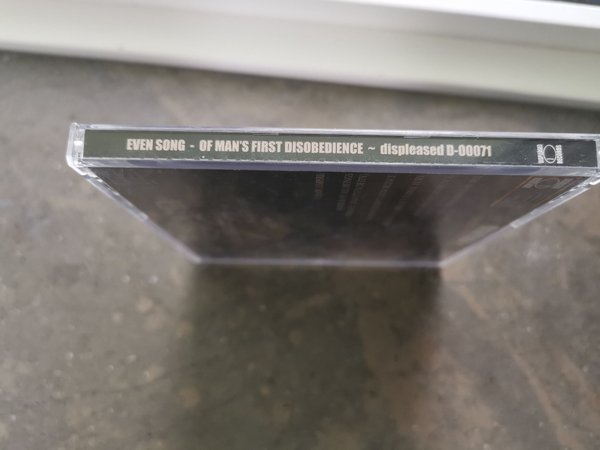 EVEN SONG - OF MAN'S FIRST DISOBEDIENCE ~ displeased D-00071